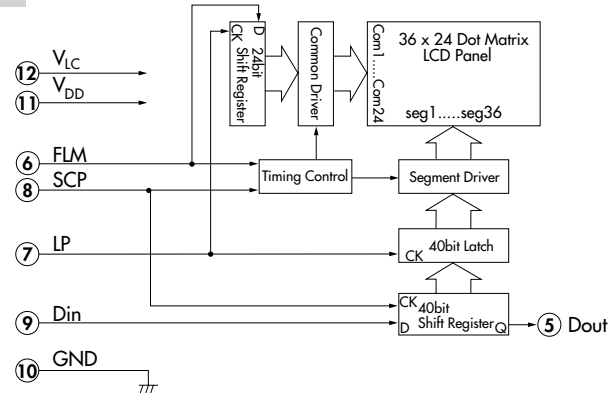 D
CK
24bit
Shift Register
Common Driver
Com1 ....Com24
36 x 24 Dot Matrix
LCD Panel
seg1.....seg36
12 VLC
11 VDD
6 FLM
8 SCP
Timing Control
Segment Driver
7 LP
40bit Latch
CK
CK 40bit
Shift Register
D
Q
9 Din
5 Dout
10 GND